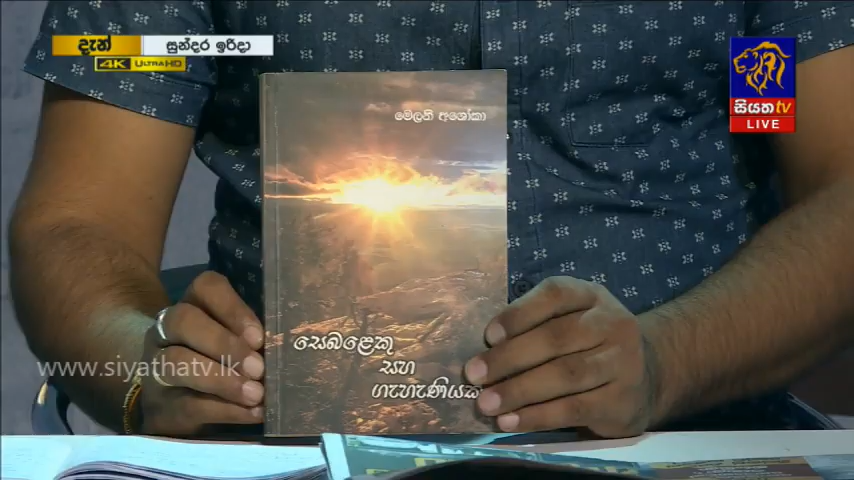 දැන් සුන්දර ඉරිදා
4K ULTRA HD
සියත tv
LIVE
මෙලනි අශෝකා
සෙබළෙකු
සහ
ගැහැණියක්
www.siyathatv.lk